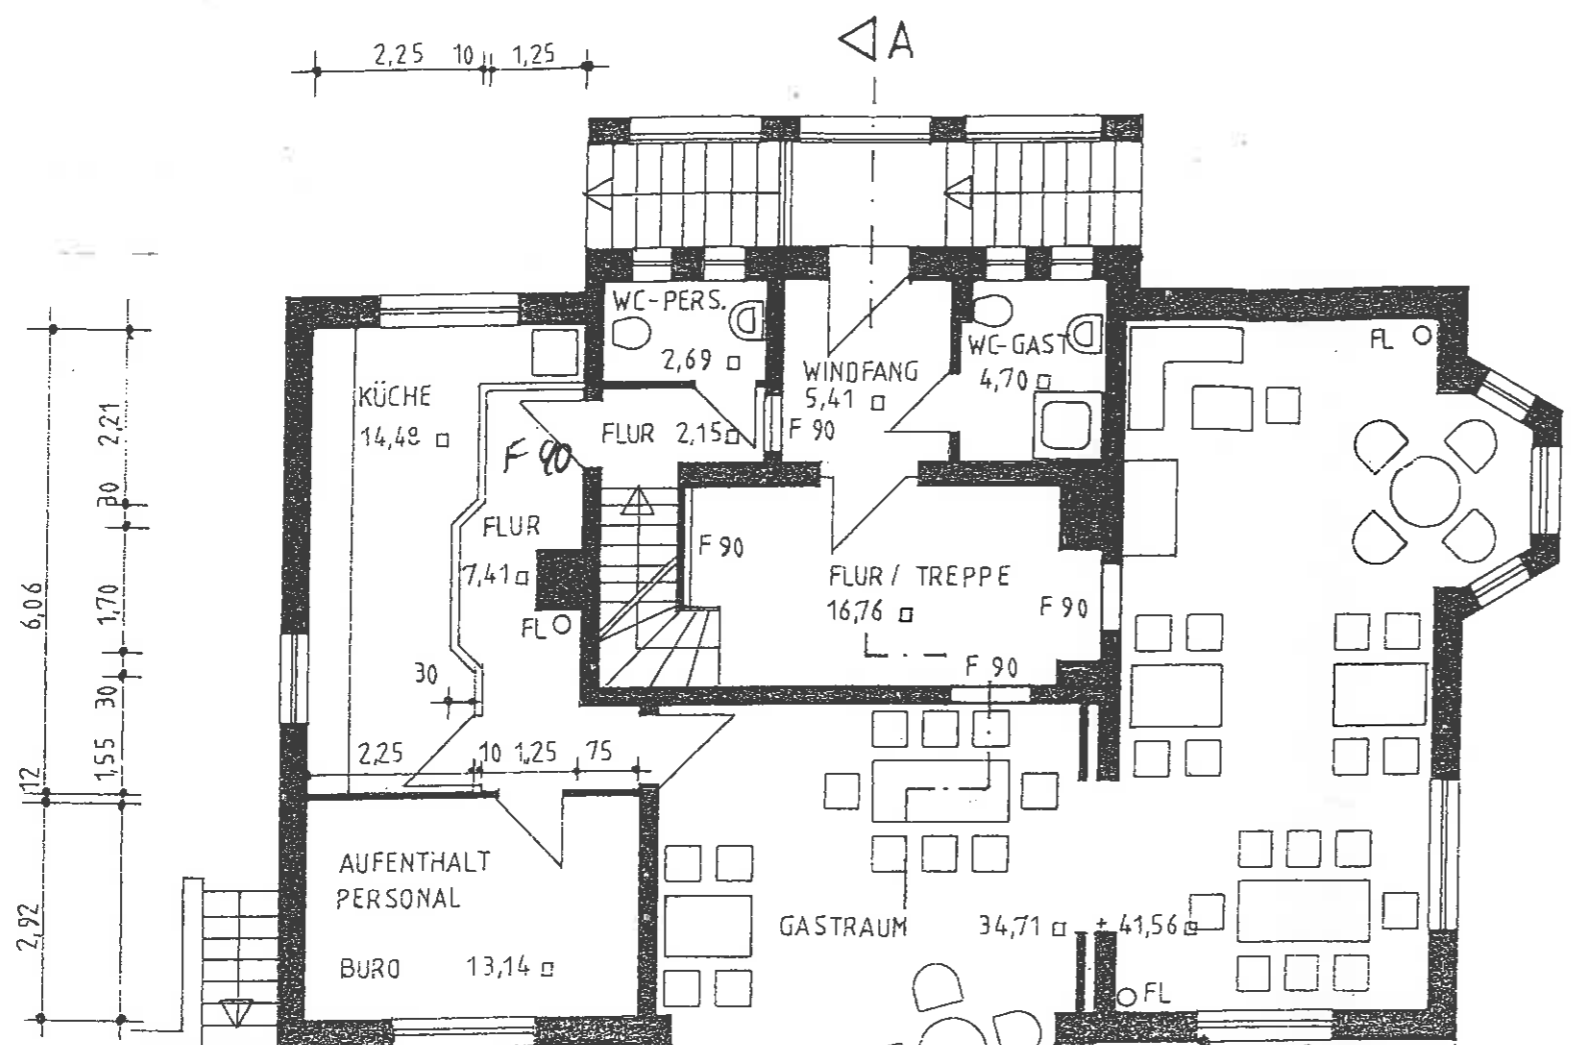 A
2,25 10 1,25
WC-PERS.
2,69
WINDFANG
5,41
WC-GAST
4,70
FL
KÜCHE
14,48
FLUR 2,15
F 90
F 90
FLUR
7,41
FL
30
F 90
FLUR / TREPPE
16,76
F 90
F 90
2,21
30
1,70
30
1,55
6,06
12
2,92
2,25 10 1,25 75
AUFENTHALT
PERSONAL
BÜRO 13,14
GASTRAUM 34,71 + 41,56
FL